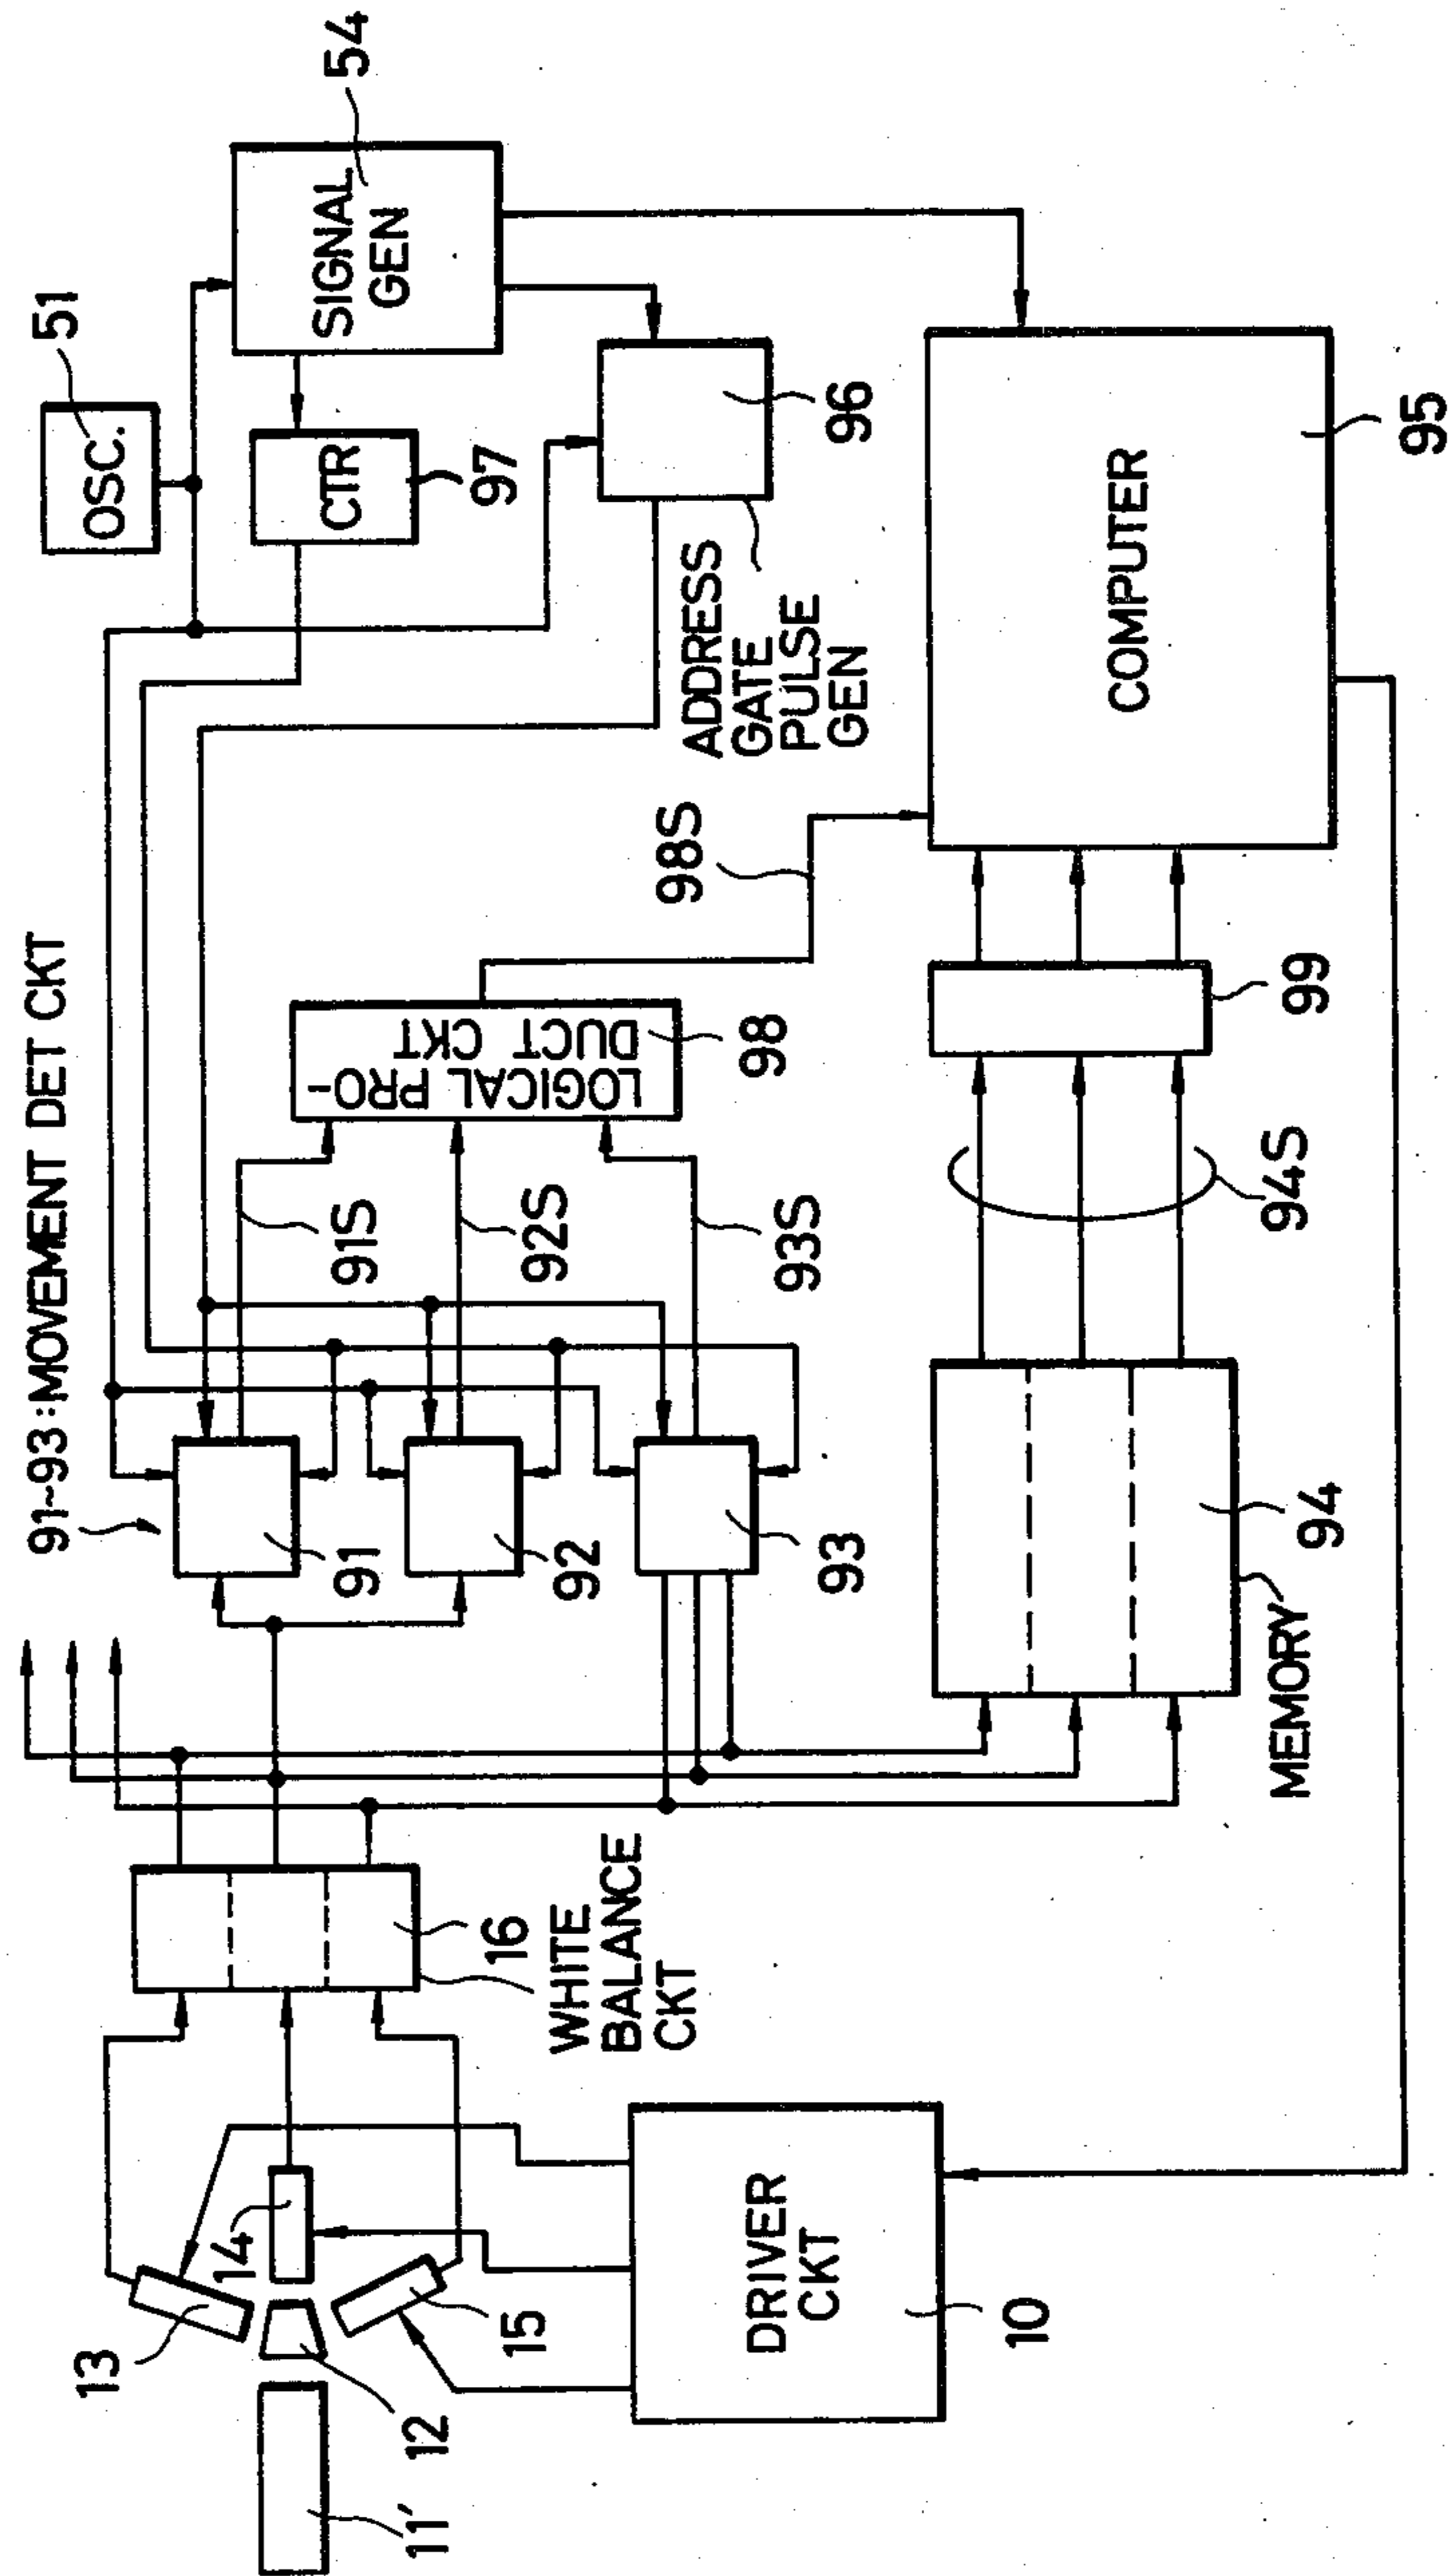 91~93:MOVEMENT DET CKT
51
OSC.
54
SIGNAL
GEN
CTR
97
96
ADDRESS
GATE
PULSE
GEN
91S
92S
93S
LOGICAL PRO-
DUCT CKT
98
98S
91
92
93
13
14
12
15
11'
16
WHITE
BALANCE
CKT
DRIVER
CKT
10
94
MEMORY
94S
99
COMPUTER
95